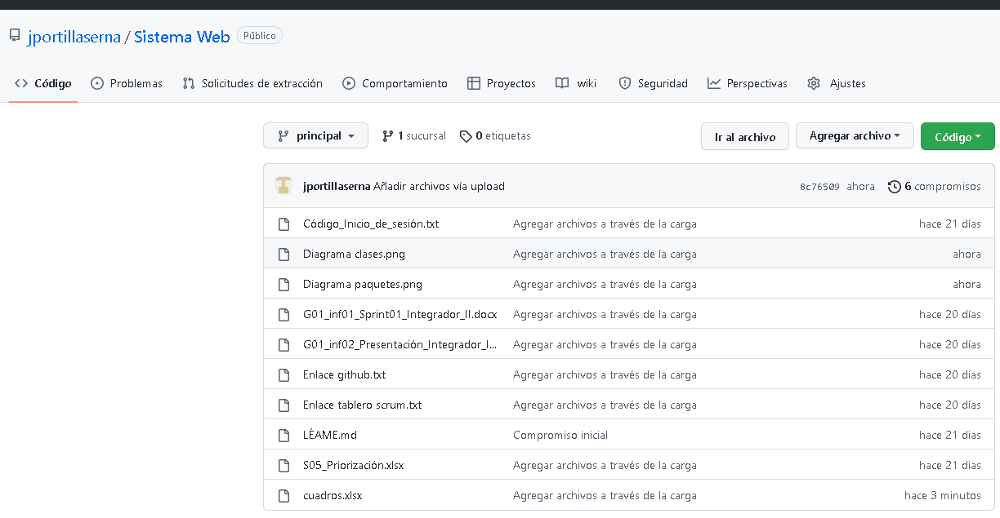 jportillaserna / Sistema Web Público
Código Problemas Solicitudes de extracción Comportamiento Proyectos wiki Seguridad Perspectivas Ajustes
principal 1 sucursal 0 etiquetas Ir al archivo Agregar archivo Código
jportillaserna Añadir archivos vía upload 8c76509 ahora 6 compromisos
Código_Inicio_de_sesión.txt Agregar archivos a través de la carga hace 21 días
Diagrama clases.png Agregar archivos a través de la carga ahora
Diagrama paquetes.png Agregar archivos a través de la carga ahora
G01_inf01_Sprint01_Integrador_II.docx Agregar archivos a través de la carga hace 20 días
G01_inf02_Presentación_Integrador_I... Agregar archivos a través de la carga hace 20 días
Enlace github.txt Agregar archivos a través de la carga hace 20 días
Enlace tablero scrum.txt Agregar archivos a través de la carga hace 20 días
LÉAME.md Compromiso inicial hace 21 días
S05_Priorización.xlsx Agregar archivos a través de la carga hace 21 días
cuadros.xlsx Agregar archivos a través de la carga hace 3 minutos